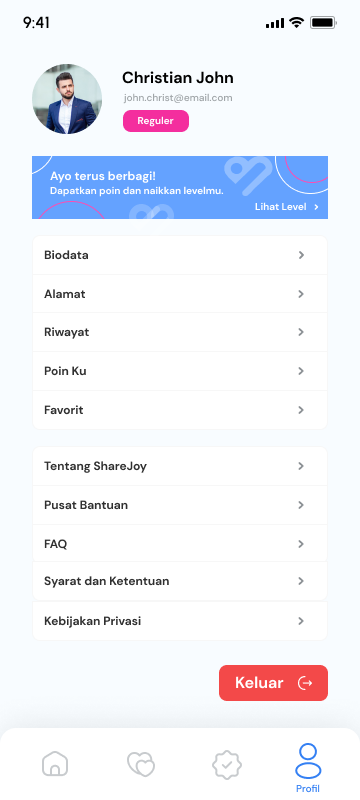 9:41
Christian John
john.christ@email.com
Reguler
Ayo terus berbagi!
Dapatkan poin dan naikkan levelmu.
Lihat Level
Biodata
Alamat
Riwayat
Poin Ku
Favorit
Tentang ShareJoy
Pusat Bantuan
FAQ
Syarat dan Ketentuan
Kebijakan Privasi
Keluar
Profil